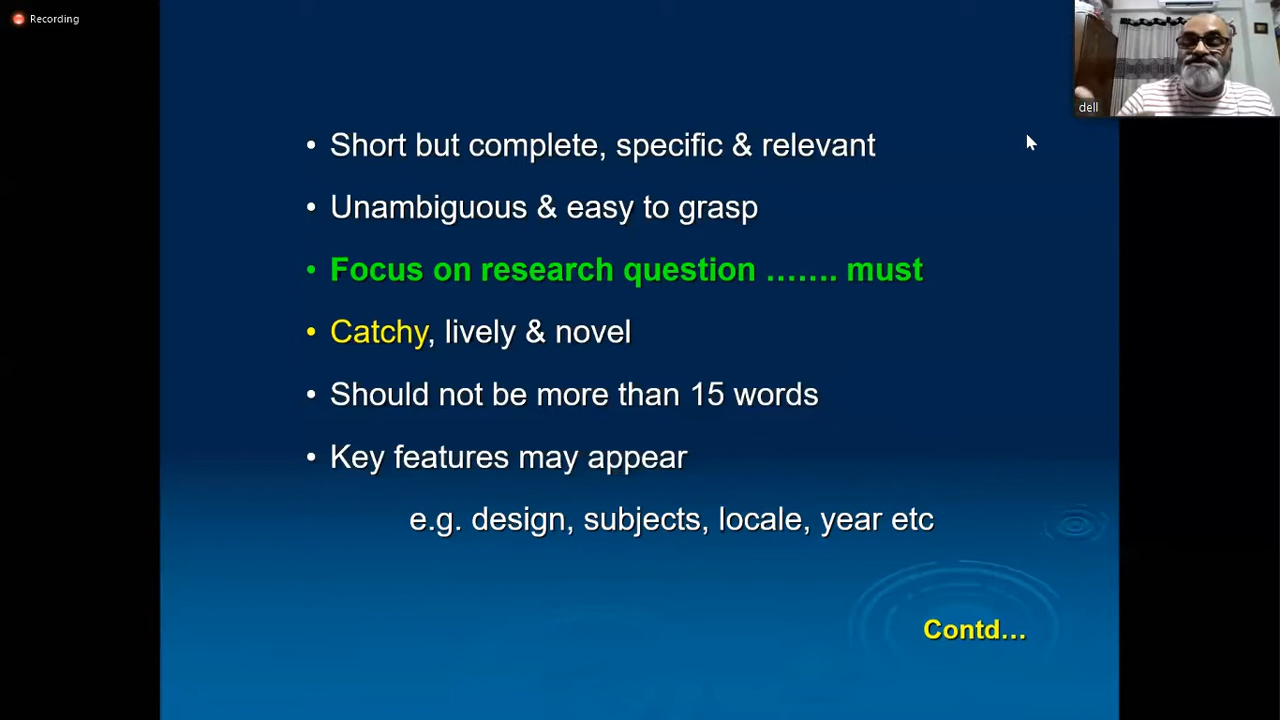 Recording
dell
• Short but complete, specific & relevant
• Unambiguous & easy to grasp
• Focus on research question ....... must
• Catchy, lively & novel
• Should not be more than 15 words
• Key features may appear
e.g. design, subjects, locale, year etc
Contd...